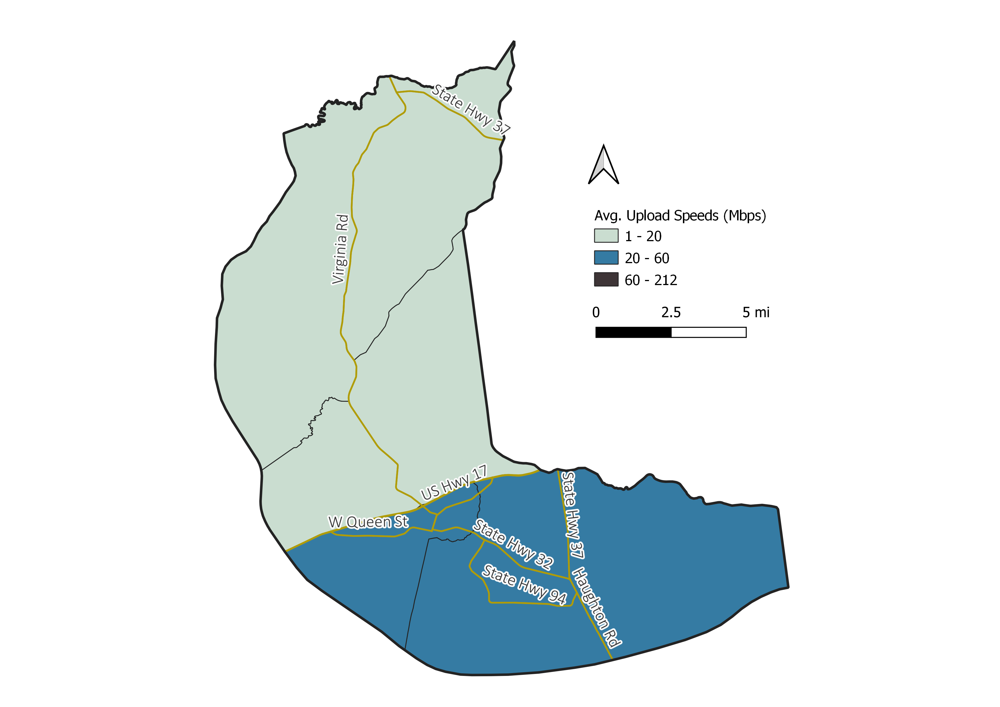 State Hwy 37
Virginia Rd
Avg. Upload Speeds (Mbps)
1 - 20
20 - 60
60 - 212
0 2.5 5 mi
US Hwy 17
W Queen St
State Hwy 37
State Hwy 32
State Hwy 94
Haughton Rd